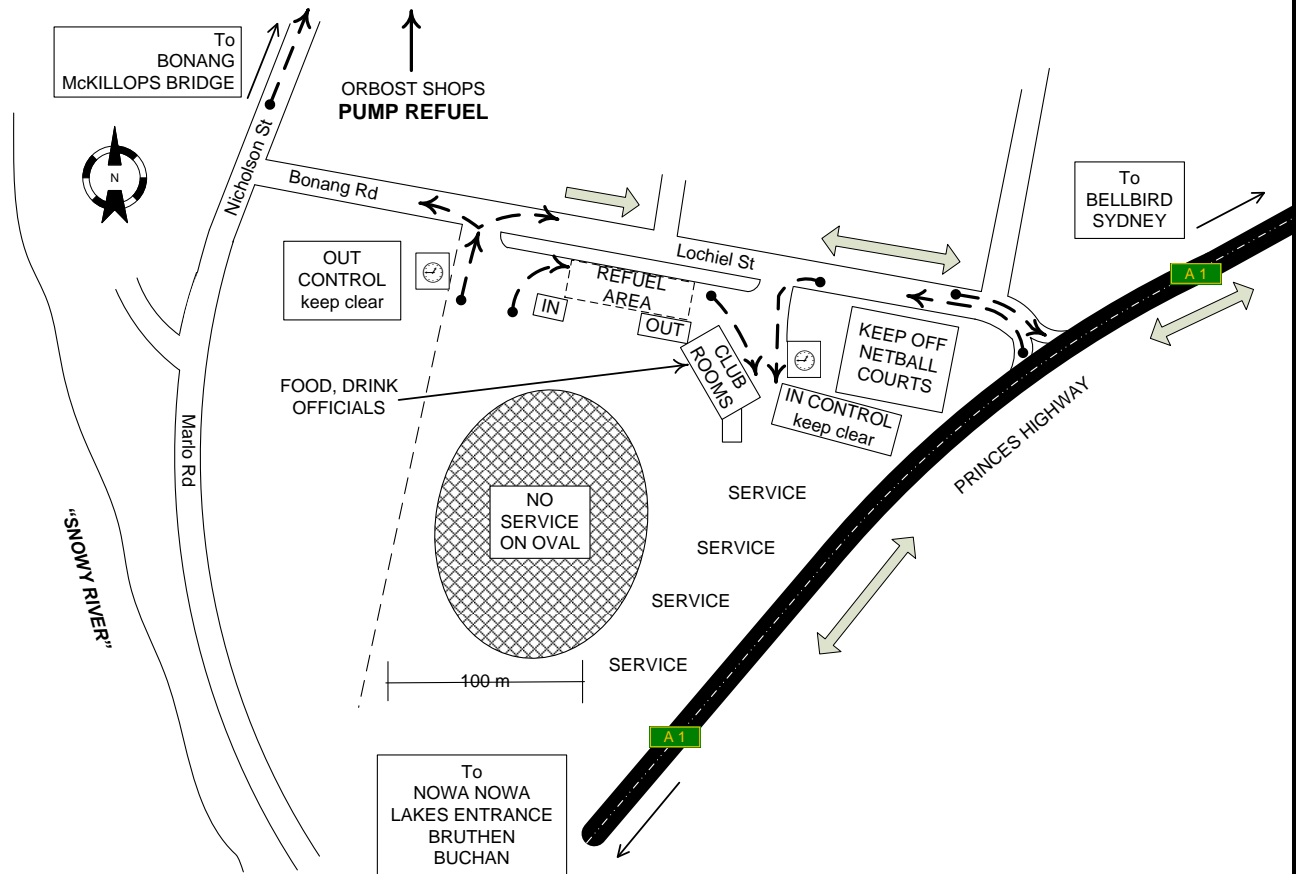 To
BONANG
McKILLOPS BRIDGE
ORBOST SHOPS
PUMP REFUEL
N
Nicholson St
Bonang Rd
To
BELLBIRD
SYDNEY
A 1
OUT
CONTROL
keep clear
Lochiel St
REFUEL
AREA
IN
OUT
CLUB
ROOMS
KEEP OFF
NETBALL
COURTS
IN CONTROL
keep clear
FOOD, DRINK
OFFICIALS
PRINCES HIGHWAY
Marlo Rd
"SNOWY RIVER"
NO
SERVICE
ON OVAL
SERVICE
SERVICE
SERVICE
SERVICE
100 m
A 1
To
NOWA NOWA
LAKES ENTRANCE
BRUTHEN
BUCHAN